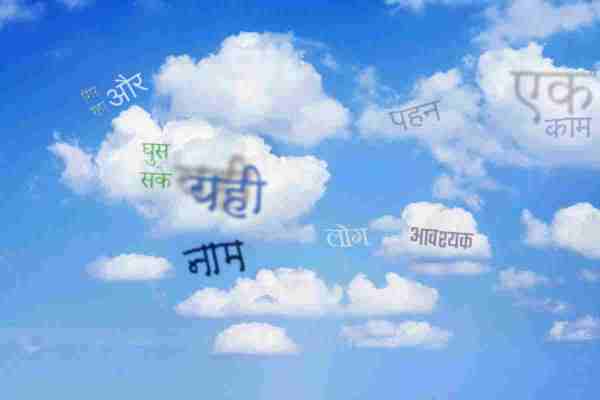 और
पहन
एक
काम
घुस
सके
यही
नाम
लोग
आवश्यक